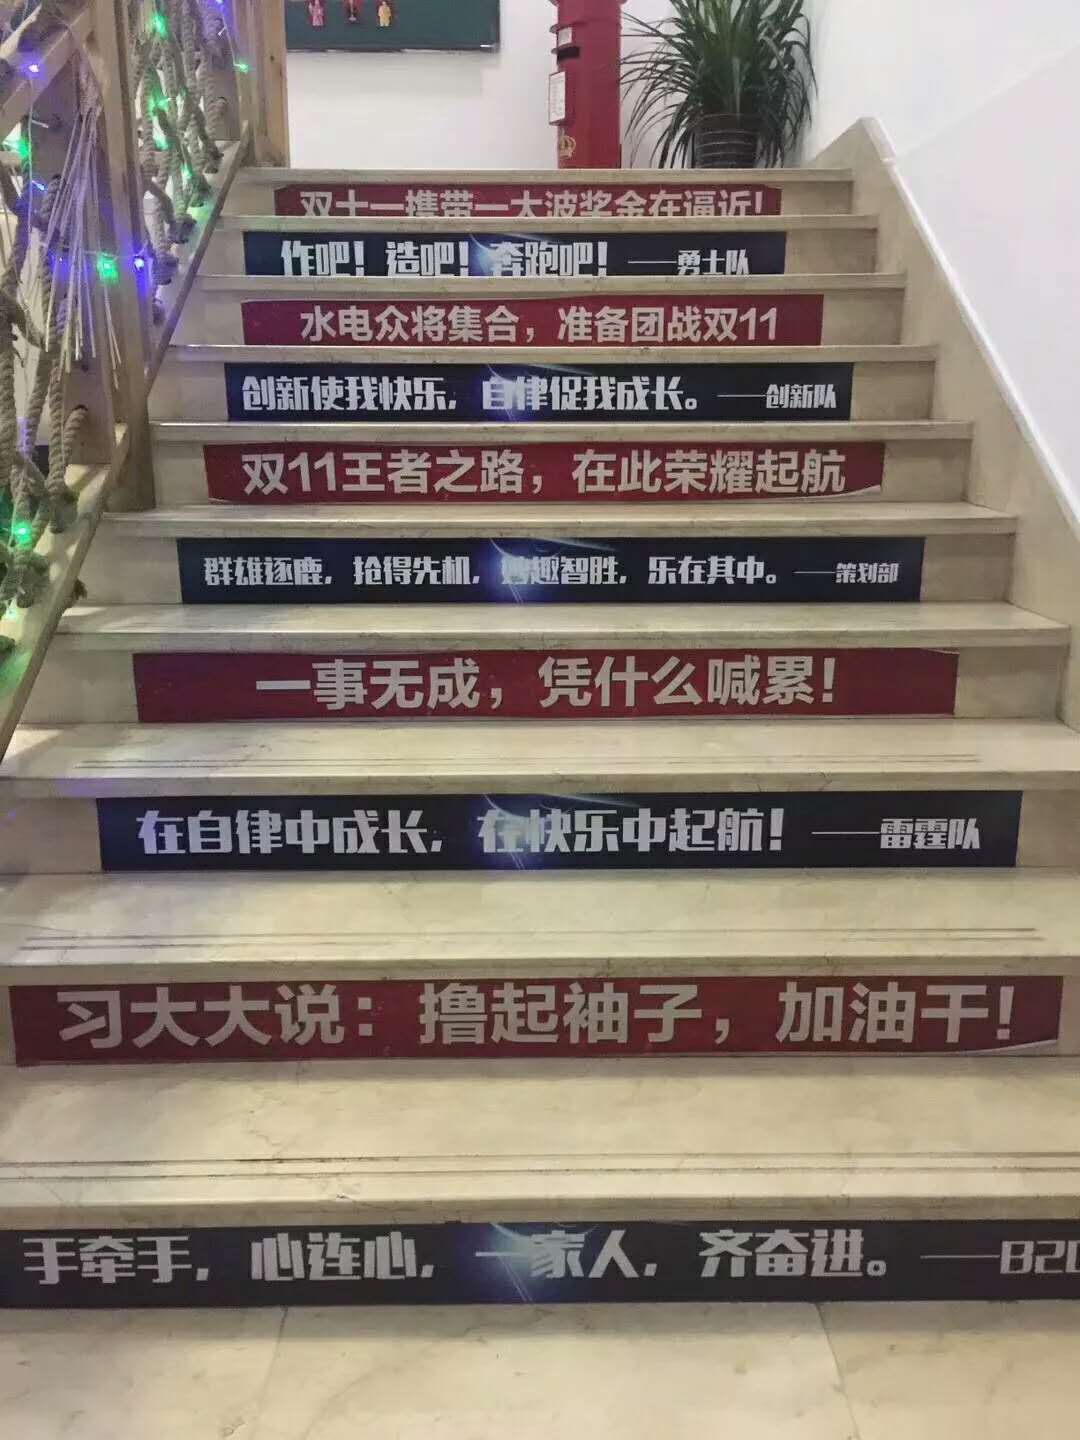 双十一携带一大波奖金在逼近!
作吧！造吧！奔跑吧！——勇士队
水电众将集合，准备团战双11
创新使我快乐，自律促我成长。——创新队
双11王者之路，在此荣耀起航
群雄逐鹿，抢得先机，妙趣智胜，乐在其中。——策划部
一事无成，凭什么喊累!
在自律中成长，在快乐中起航！——雷霆队
习大大说：撸起袖子，加油干!
手牵手，心连心，一家人，齐奋进。——B2